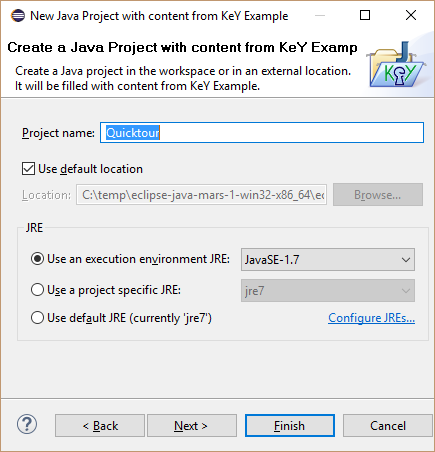 New Java Project with content from KeY Example
Create a Java Project with content from KeY Examp
Create a Java project in the workspace or in an external location.
It will be filled with content from KeY Example.
KeY
Project name: Quicktour
Use default location
Location: C:\temp\eclipse-java-mars-1-win32-x86_64\ec Browse...
JRE
Use an execution environment JRE: JavaSE-1.7
Use a project specific JRE: jre7
Use default JRE (currently 'jre7') Configure JREs...
? < Back Next > Finish Cancel